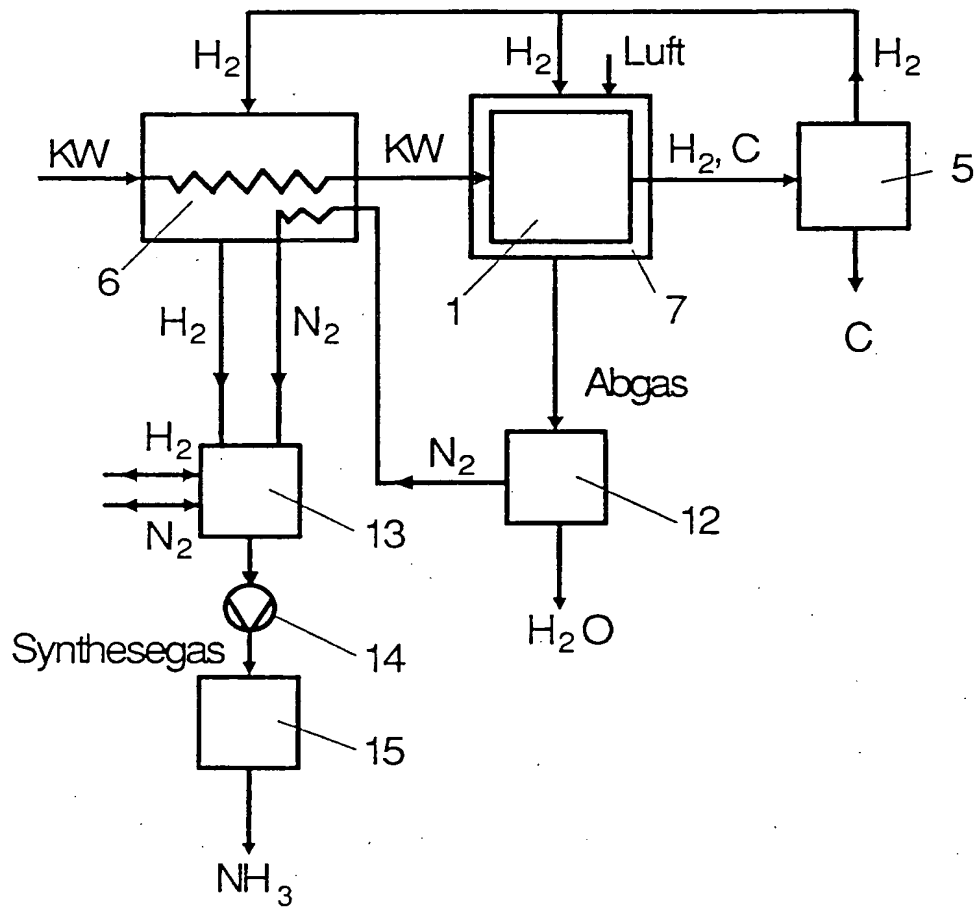 H₂
H₂
Luft
H₂
KW
KW
H₂, C
5
6
1
7
C
H₂
N₂
Abgas
H₂
N₂
N₂
13
12
H₂O
Synthesegas
14
15
NH₃